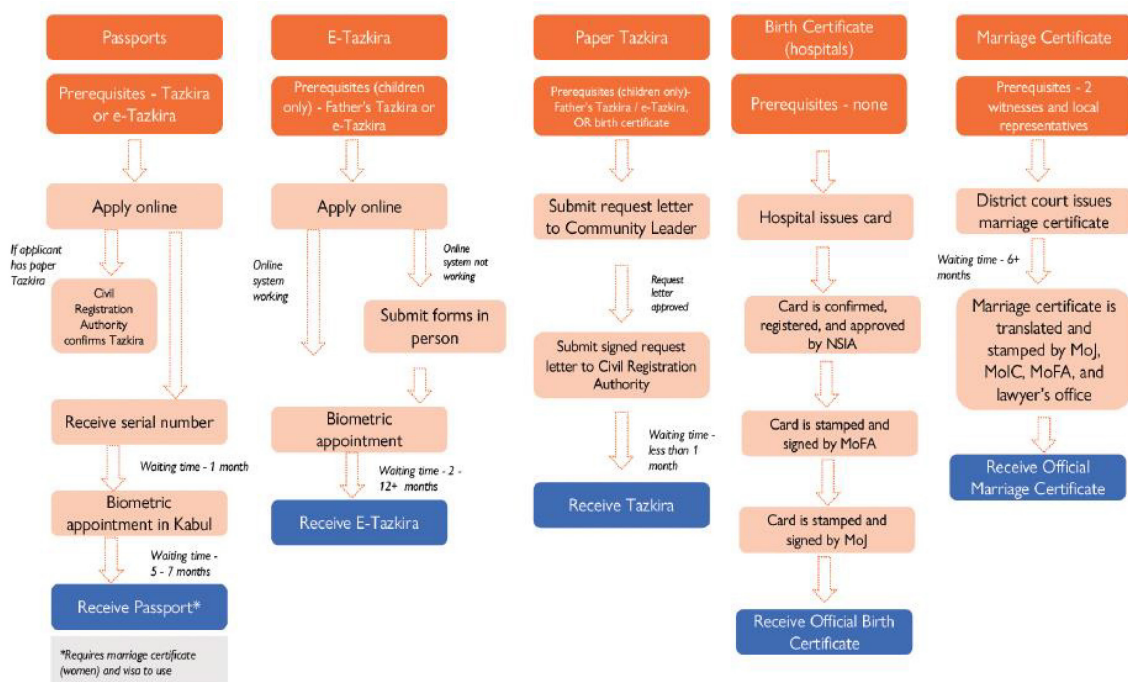 Passports
Prerequisites - Tazkira
or e-Tazkira
Apply online
If applicant
has paper
Tazkira
Civil
Registration
Authority
confirms Tazkira
Receive serial number
Waiting time - 1 month
Biometric
appointment in Kabul
Waiting time -
5 - 7 months
Receive Passport*
*Requires marriage certificate
(women) and visa to use
E-Tazkira
Prerequisites (children
only) - Father's Tazkira or
e-Tazkira
Apply online
Online
system
working
Online
system not
working
Submit forms in
person
Biometric
appointment
Waiting time - 2 -
12+ months
Receive E-Tazkira
Paper Tazkira
Prerequisites (children only)-
Father's Tazkira / e-Tazkira,
OR birth certificate
Submit request letter
to Community Leader
Request
letter
approved
Submit signed request
letter to Civil Registration
Authority
Waiting time -
less than 1
month
Receive Tazkira
Birth Certificate
(hospitals)
Prerequisites - none
Hospital issues card
Card is confirmed,
registered, and approved
by NSIA
Card is stamped and
signed by MoFA
Card is stamped and
signed by MoJ
Receive Official Birth
Certificate
Marriage Certificate
Prerequisites - 2
witnesses and local
representatives
District court issues
marriage certificate
Waiting time - 6+
months
Marriage certificate is
translated and
stamped by MoJ,
MoIC, MoFA, and
lawyer's office
Receive Official
Marriage Certificate